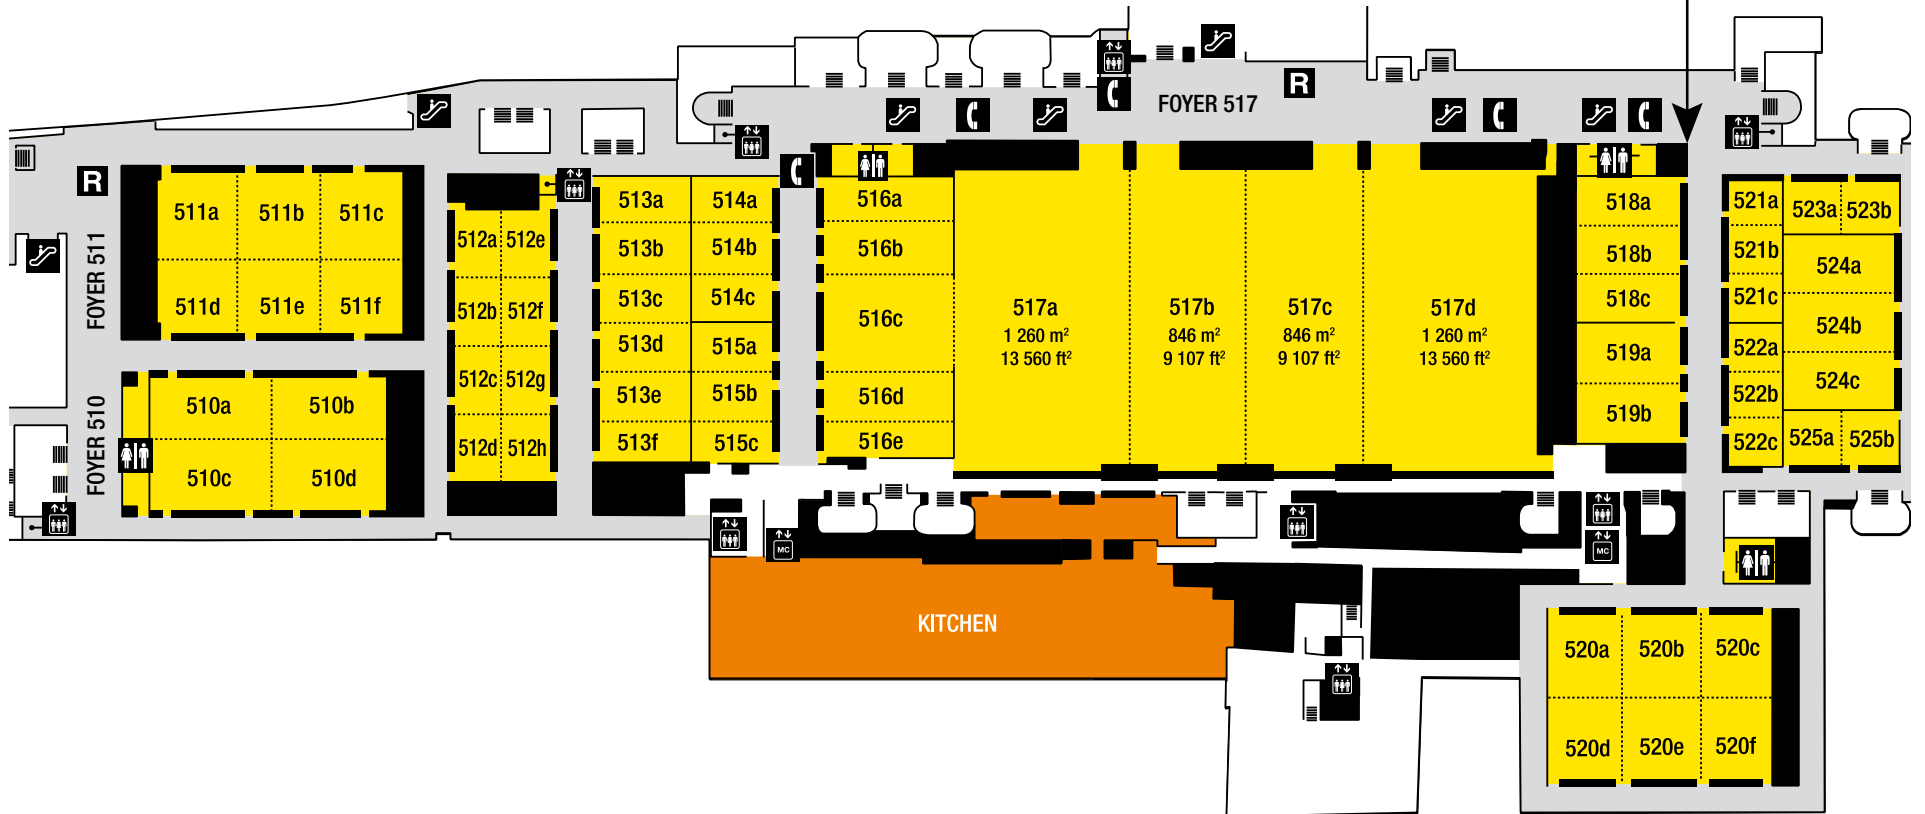 FOYER 517
R
R
FOYER 511
FOYER 510
511a
511b
511c
511d
511e
511f
510a
510b
510c
510d
512a
512e
512b
512f
512c
512g
512d
512h
513a
513b
513c
513d
513e
513f
514a
514b
514c
515a
515b
515c
516a
516b
516c
516d
516e
517a
1 260 m²
13 560 ft²
517b
846 m²
9 107 ft²
517c
846 m²
9 107 ft²
517d
1 260 m²
13 560 ft²
518a
518b
518c
519a
519b
521a
521b
521c
522a
522b
522c
523a
523b
524a
524b
524c
525a
525b
MC
MC
KITCHEN
520a
520b
520c
520d
520e
520f